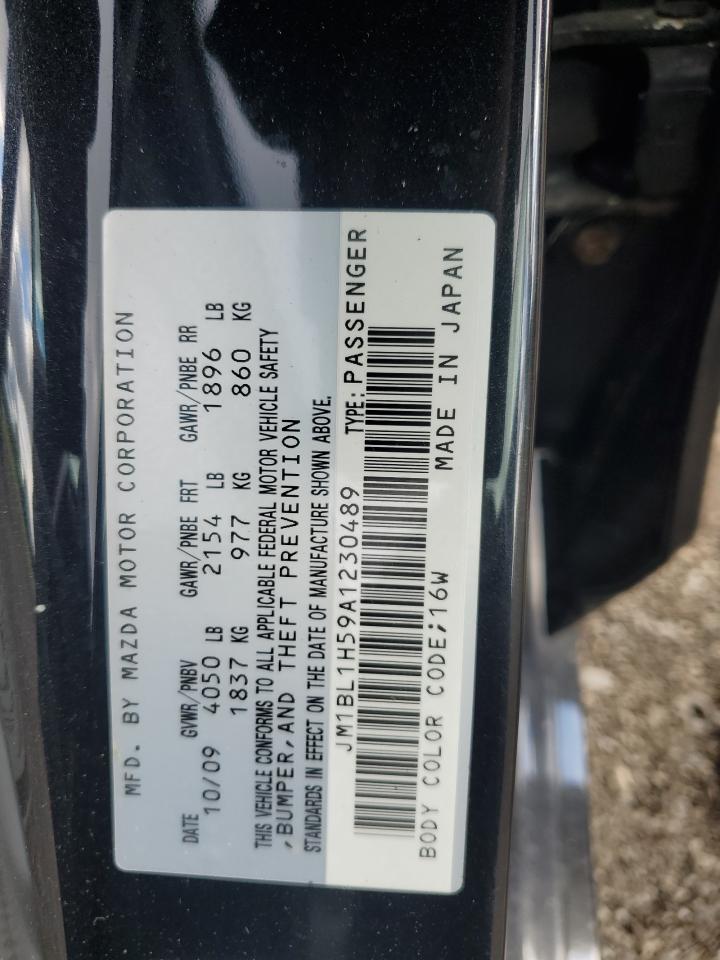 MFD. BY MAZDA MOTOR CORPORATION
DATE GVWR/PNBV GAWR/PNBE FRT GAWR/PNBE RR
10/09 4050 LB 2154 LB 1896 LB
1837 KG 977 KG 860 KG
THIS VEHICLE CONFORMS TO ALL APPLICABLE FEDERAL MOTOR VEHICLE SAFETY
,BUMPER,AND THEFT PREVENTION
STANDARDS IN EFFECT ON THE DATE OF MANUFACTURE SHOWN ABOVE.
JM1BL1H59A1230489 TYPE: PASSENGER
BODY COLOR CODE;16W MADE IN JAPAN